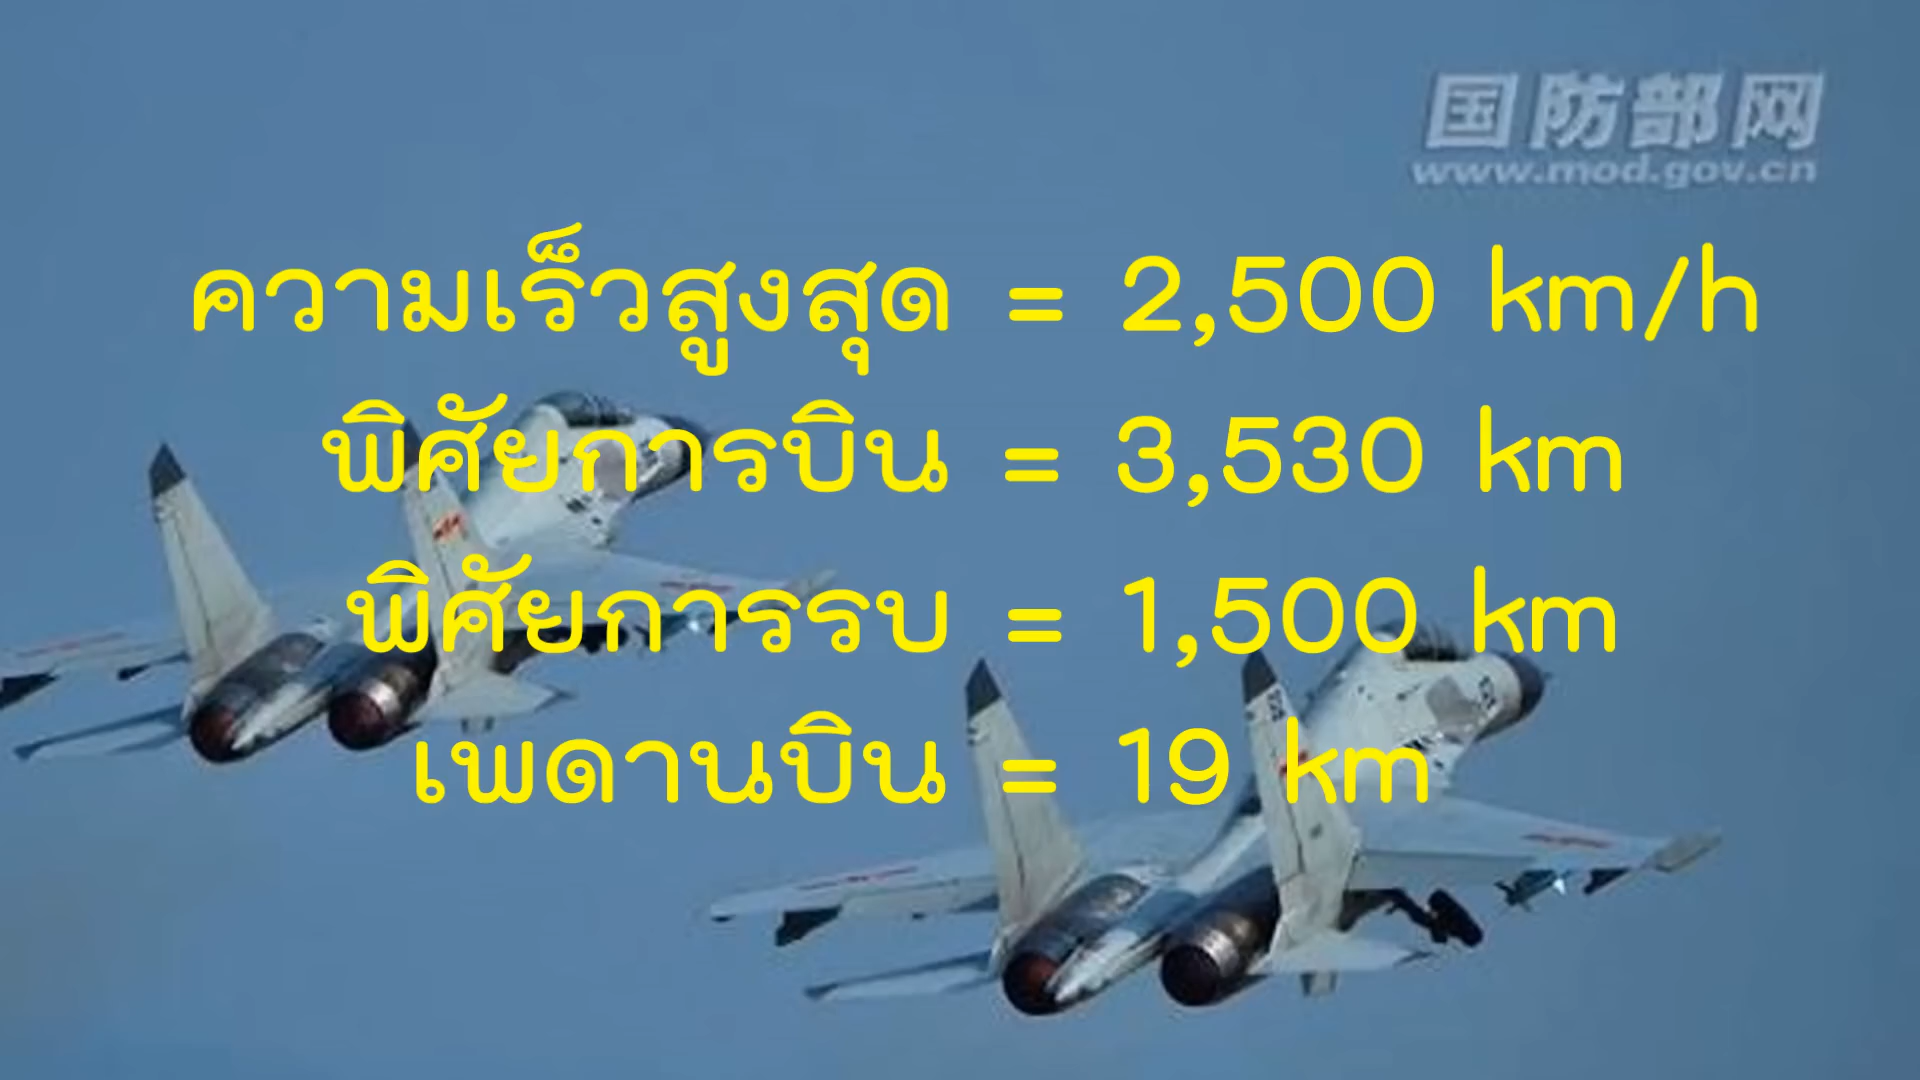 国防部网
www.mod.gov.cn
ความเร็วสูงสุด = 2,500 km/h
พิศัยการบิน = 3,530 km
พิศัยการรบ = 1,500 km
เพดานบิน = 19 km